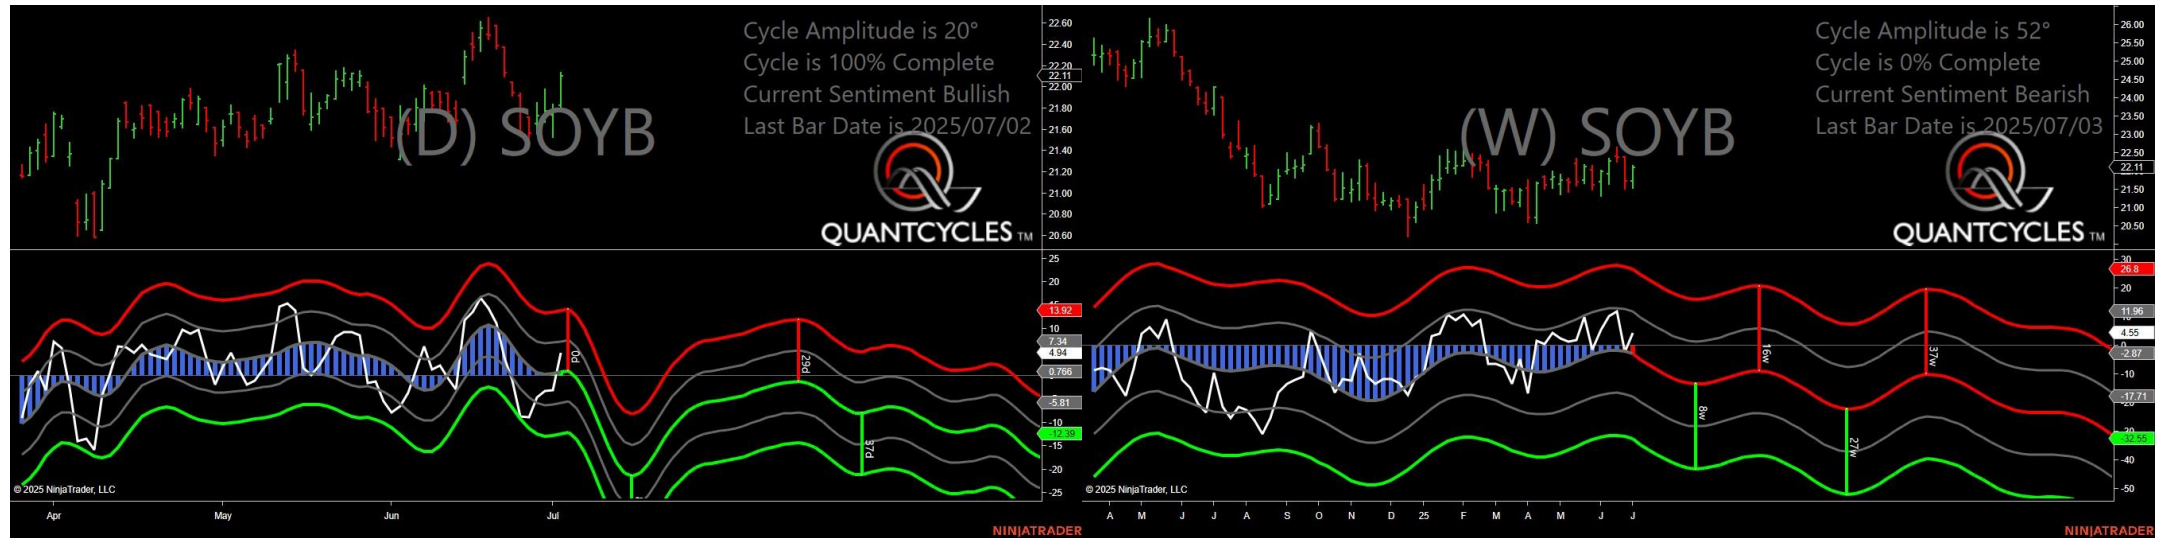 Cycle Amplitude is 20°
Cycle is 100% Complete
Current Sentiment Bullish
Last Bar Date is 2025/07/02
(D) SOYB
QUANTCYCLES TM
22.60
22.40
22.11
22.00
21.80
21.60
21.40
21.20
21.00
20.80
20.60
25
20
13.92
10
7.34
4.94
0.766
-5.81
-12.39
-15
-20
-25
0d
29d
37d
© 2025 NinjaTrader, LLC
Apr May Jun Jul
NINJATRADER
Cycle Amplitude is 52°
Cycle is 0% Complete
Current Sentiment Bearish
Last Bar Date is 2025/07/03
(W) SOYB
QUANTCYCLES TM
26.00
25.50
25.00
24.50
24.00
23.50
23.00
22.50
22.11
21.50
21.00
20.50
30
26.8
20
11.96
4.55
0
-2.87
-10
-17.71
-32.55
-40
-50
8w
16w
27w
37w
© 2025 NinjaTrader, LLC
A M J J A S O N D 25 F M A M J J
NINJATRADER